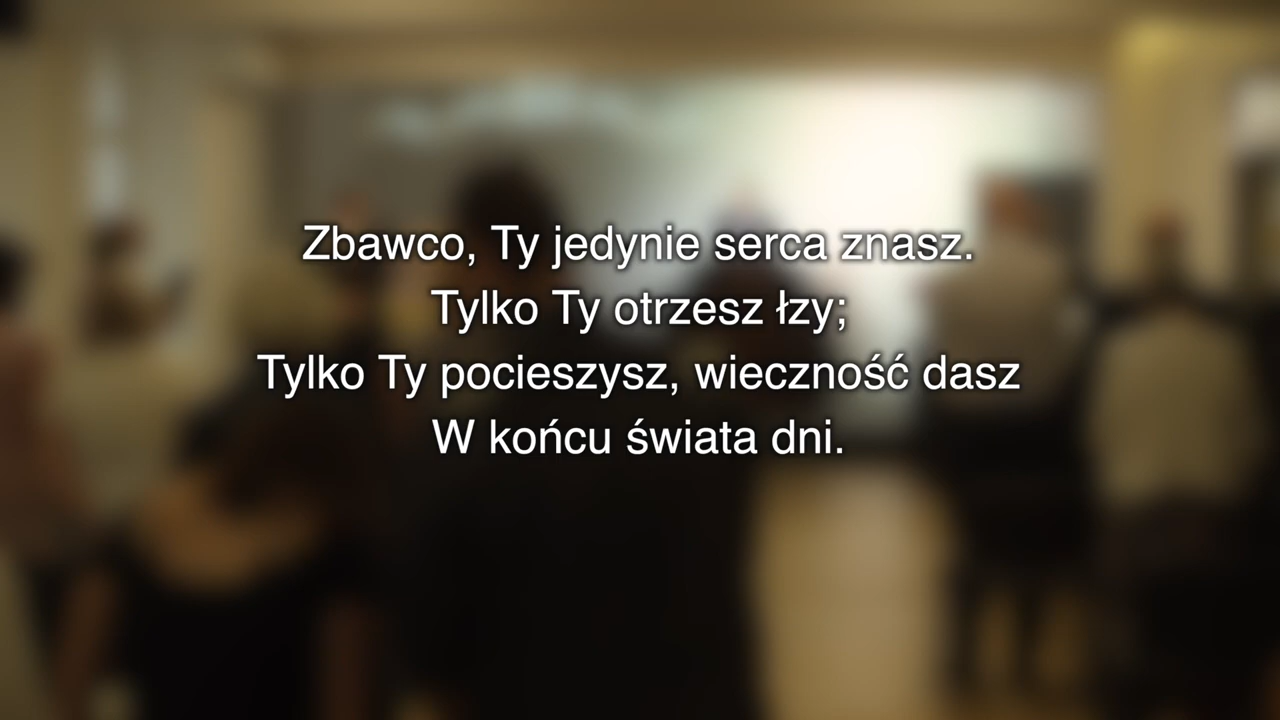 Zbawco, Ty jedynie serca znasz.
Tylko Ty otrzesz łzy;
Tylko Ty pocieszysz, wieczność dasz
W końcu świata dni.